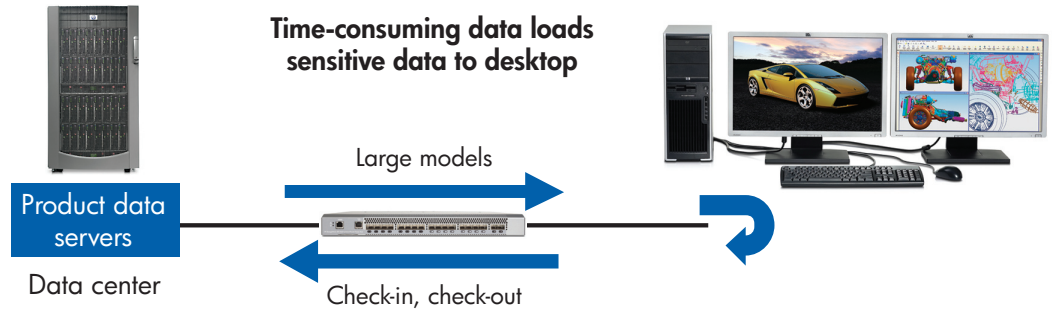 Time-consuming data loads
sensitive data to desktop
Large models
Product data
servers
Data center
Check-in, check-out